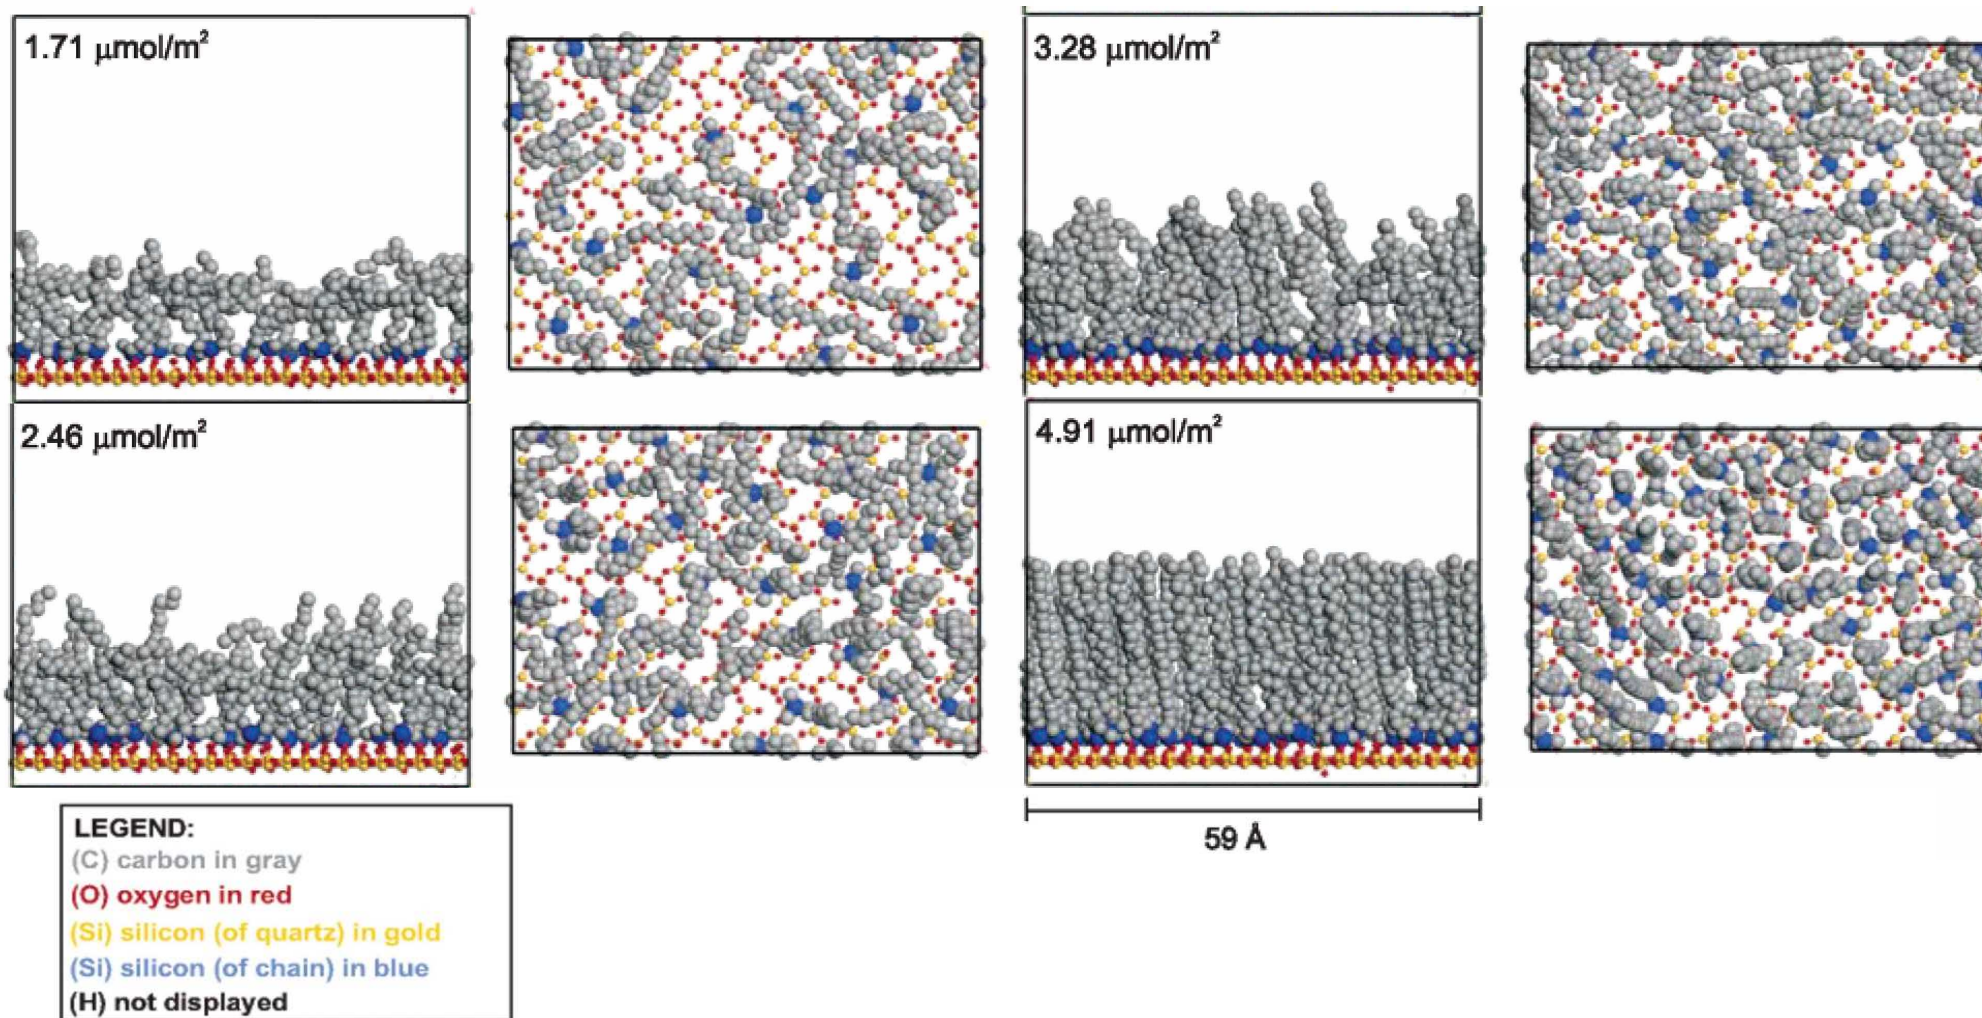 1.71 μmol/m²
3.28 μmol/m²
2.46 μmol/m²
4.91 μmol/m²
59 Å
LEGEND:
(C) carbon in gray
(O) oxygen in red
(Si) silicon (of quartz) in gold
(Si) silicon (of chain) in blue
(H) not displayed